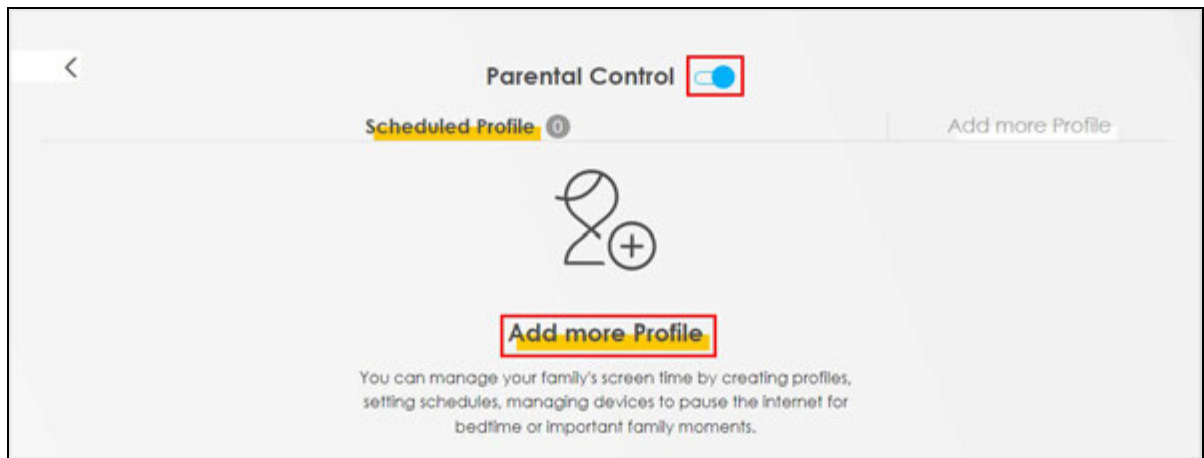 Parental Control
Scheduled Profile 0
Add more Profile
Add more Profile
You can manage your family's screen time by creating profiles,
setting schedules, managing devices to pause the internet for
bedtime or important family moments.